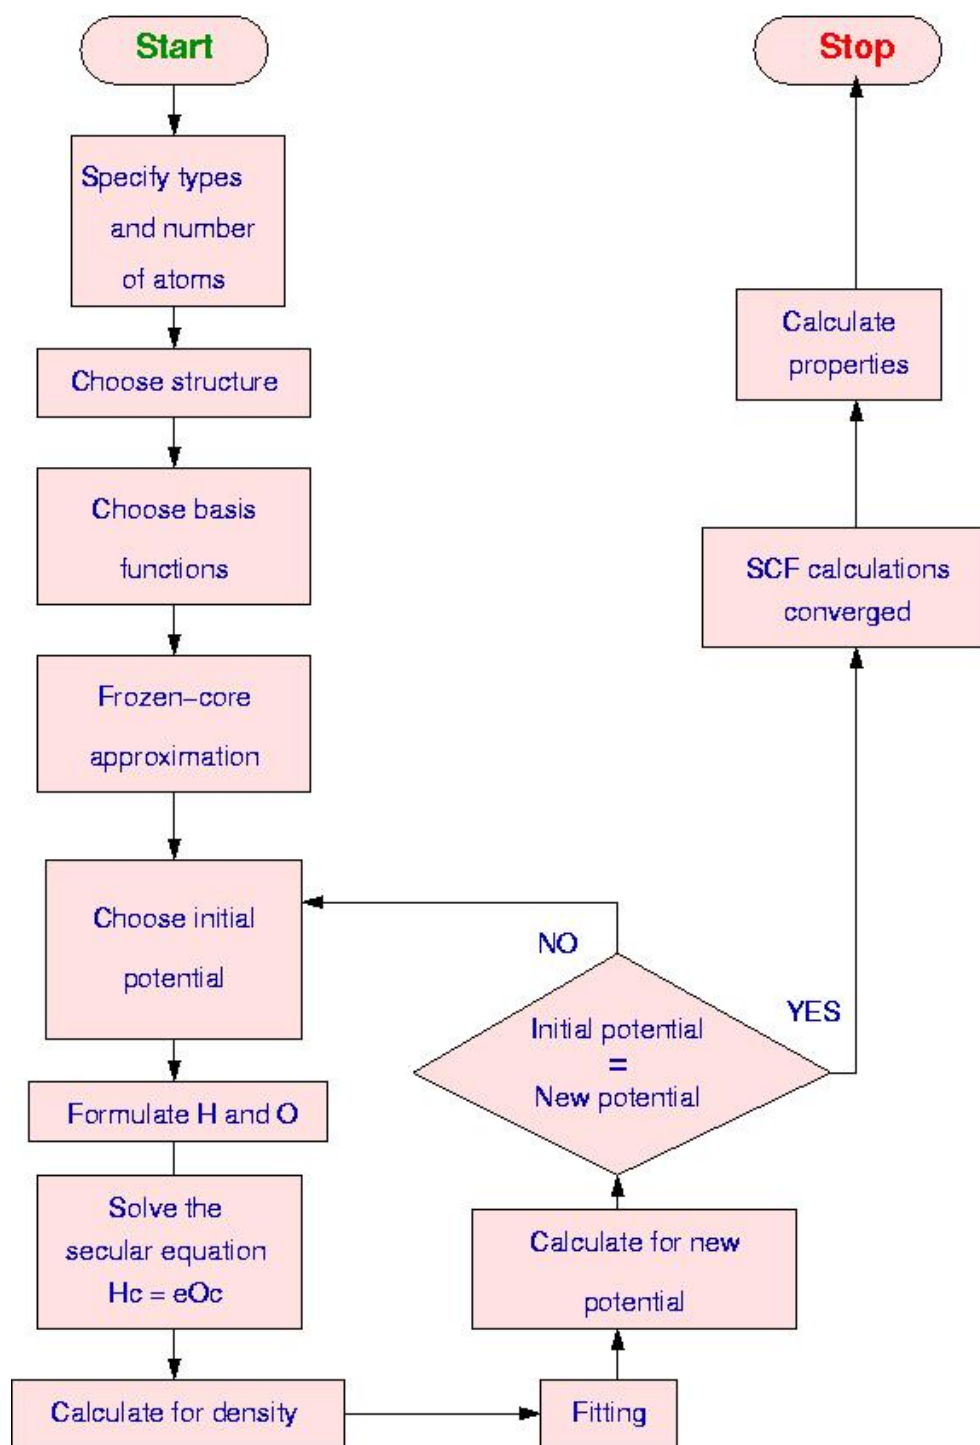 Start
Specify types
and number
of atoms
Choose structure
Choose basis
functions
Frozen-core
approximation
Choose initial
potential
Formulate H and O
Solve the
secular equation
Hc = eOc
Calculate for density
Fitting
Calculate for new
potential
Initial potential
=
New potential
NO
YES
SCF calculations
converged
Calculate
properties
Stop